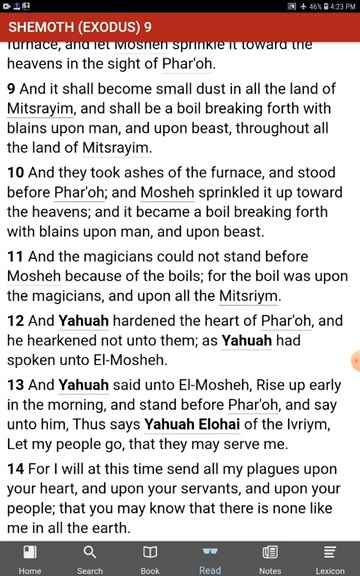 46% 4:23 PM
SHEMOTH (EXODUS) 9
furnace, and let Mosheh sprinkle it toward the
heavens in the sight of Phar'oh.
9 And it shall become small dust in all the land of
Mitsrayim, and shall be a boil breaking forth with
blains upon man, and upon beast, throughout all
the land of Mitsrayim.
10 And they took ashes of the furnace, and stood
before Phar'oh; and Mosheh sprinkled it up toward
the heavens; and it became a boil breaking forth
with blains upon man, and upon beast.
11 And the magicians could not stand before
Mosheh because of the boils; for the boil was upon
the magicians, and upon all the Mitsriym.
12 And Yahuah hardened the heart of Phar'oh, and
he hearkened not unto them; as Yahuah had
spoken unto El-Mosheh.
13 And Yahuah said unto El-Mosheh, Rise up early
in the morning, and stand before Phar'oh, and say
unto him, Thus says Yahuah Elohai of the Ivriym,
Let my people go, that they may serve me.
14 For I will at this time send all my plagues upon
your heart, and upon your servants, and upon your
people; that you may know that there is none like
me in all the earth.
Home Search Book Read Notes Lexicon